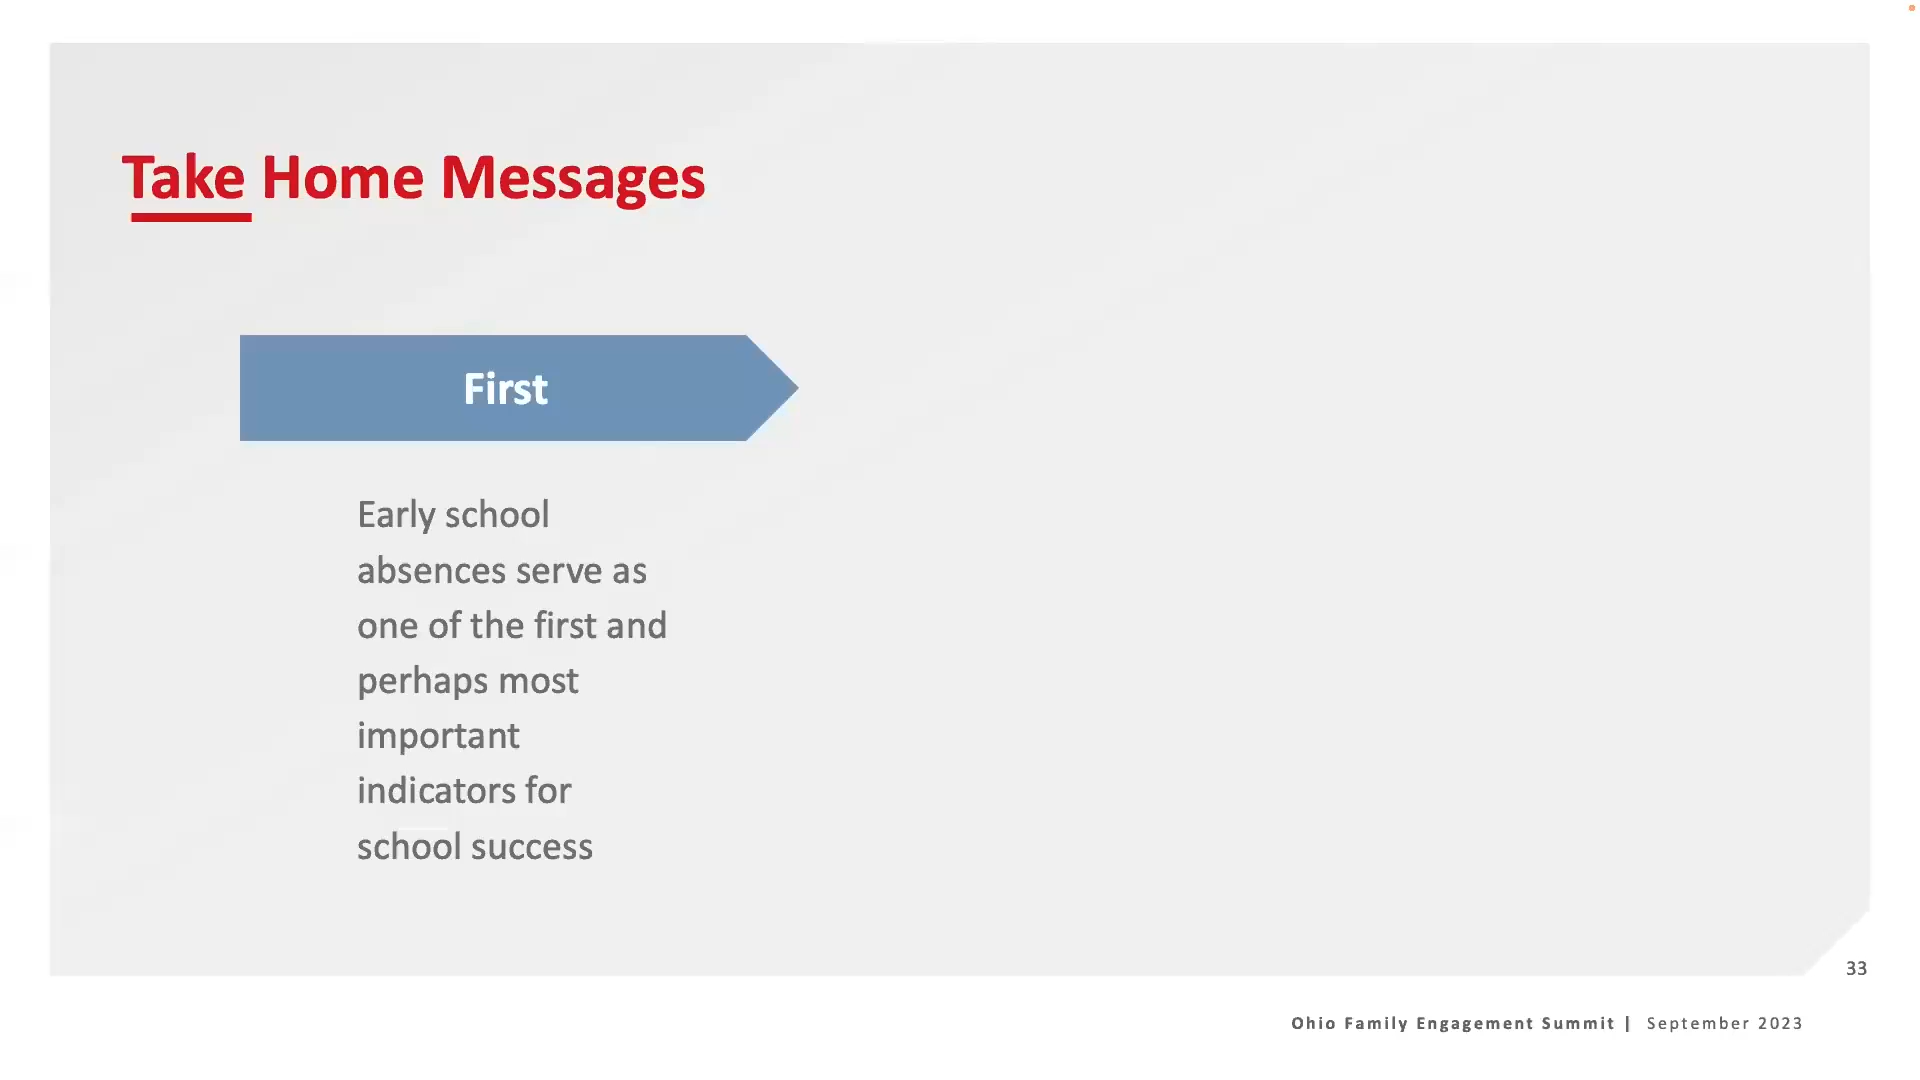 Take Home Messages
First
Early school
absences serve as
one of the first and
perhaps most
important
indicators for
school success
33
Ohio Family Engagement Summit | September 2023